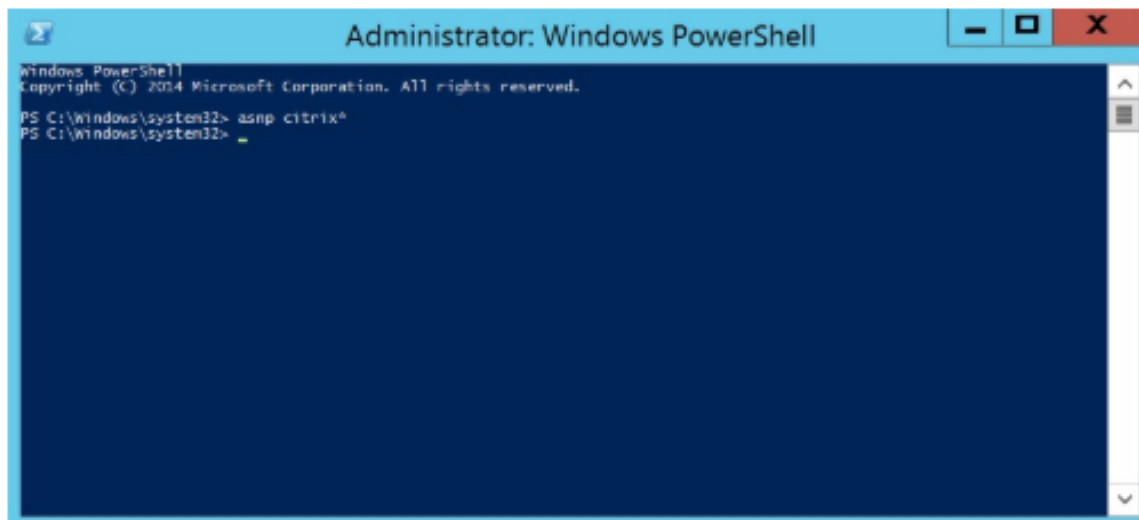 Administrator: Windows PowerShell
Windows PowerShell
Copyright (C) 2014 Microsoft Corporation. All rights reserved.
PS C:\Windows\system32> asnp citrix*
PS C:\Windows\system32> _